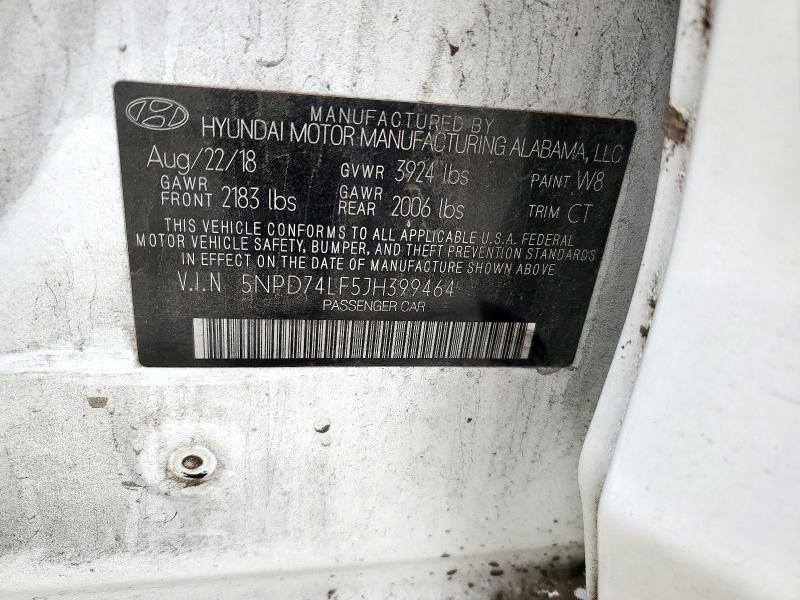 MANUFACTURED BY
HYUNDAI MOTOR MANUFACTURING ALABAMA, LLC
Aug/22/18 GVWR 3924 lbs PAINT W8
GAWR FRONT 2183 lbs GAWR REAR 2006 lbs TRIM CT
THIS VEHICLE CONFORMS TO ALL APPLICABLE U.S.A. FEDERAL
MOTOR VEHICLE SAFETY, BUMPER, AND THEFT PREVENTION STANDARDS
IN EFFECT ON THE DATE OF MANUFACTURE SHOWN ABOVE.
V.I.N 5NPD74LF5JH399464
PASSENGER CAR